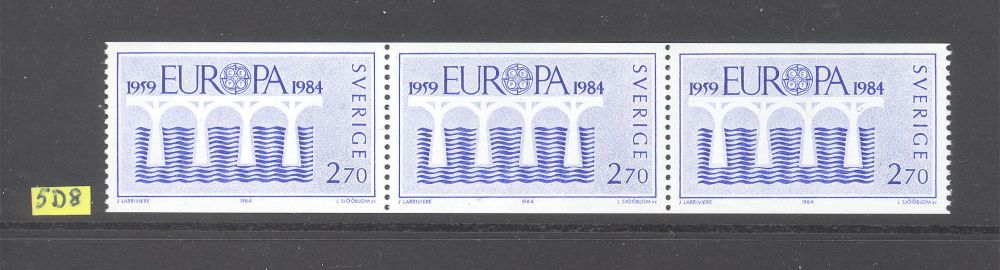 1959 EUROPA 1984
SVERIGE
2.70
J LARRIVIERE 1984 L SJÖÖBLOM SC
1959 EUROPA 1984
SVERIGE
2.70
J LARRIVIERE 1984 L SJÖÖBLOM SC
1959 EUROPA 1984
SVERIGE
2.70
J LARRIVIERE 1984 L SJÖÖBLOM SC
5D8